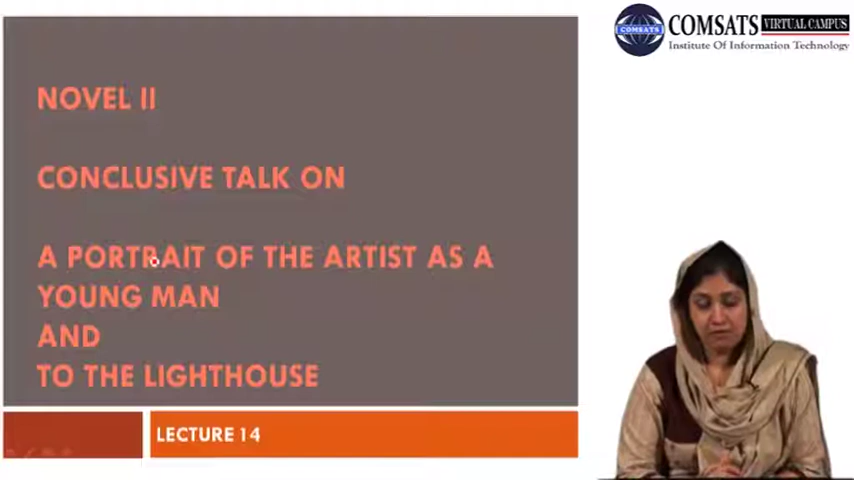 COMSATS VIRTUAL CAMPUS
COMSATS
Institute Of Information Technology
NOVEL II
CONCLUSIVE TALK ON
A PORTRAIT OF THE ARTIST AS A
YOUNG MAN
AND
TO THE LIGHTHOUSE
LECTURE 14